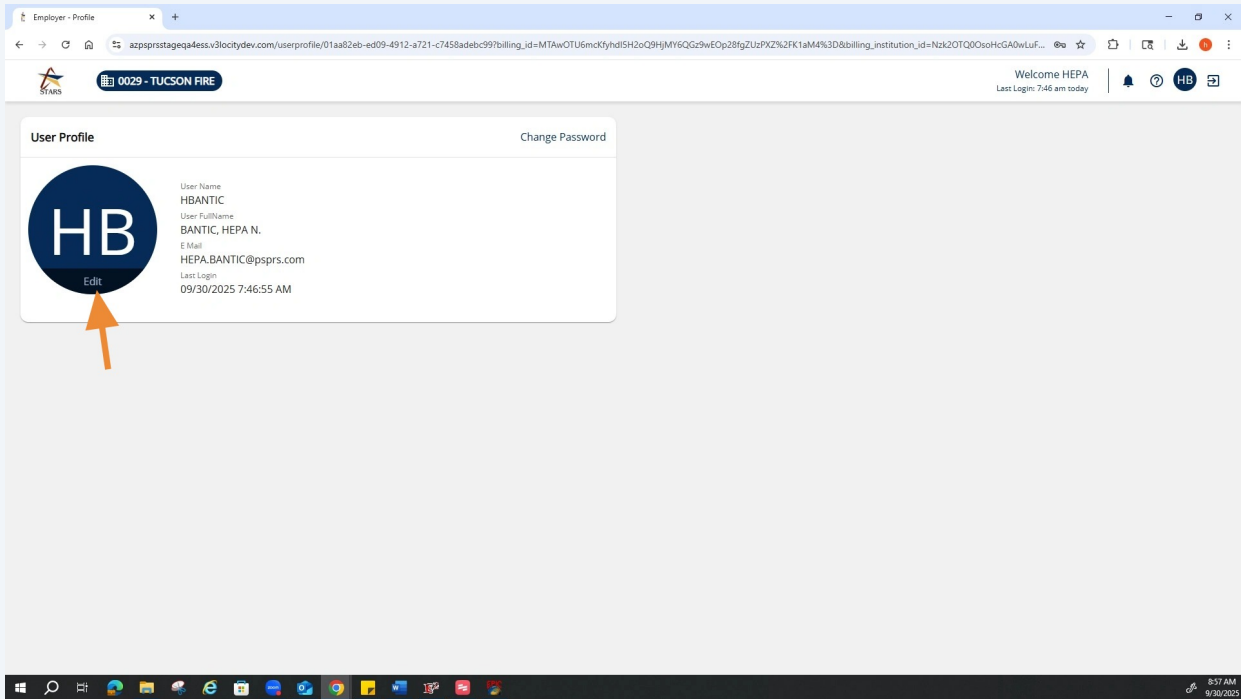 Employer - Profile
azpsprsstageqa4ess.v3locitydev.com/userprofile/01aa82eb-ed09-4912-a721-c7458adebc99?billing_id=MTAwOTU6mcKfyhdISH2oQ9HjMY6QGz9wEOp28fgZUzPXZ%2FK1aM4%3D&billing_institution_id=Nzk2OTQ0OsoHcGA0wLuF...
STARS
0029 - TUCSON FIRE
Welcome HEPA
Last Login: 7:46 am today
HB
User Profile
Change Password
HB
Edit
User Name
HBANTIC
User FullName
BANTIC, HEPA N.
E Mail
HEPA.BANTIC@psprs.com
Last Login
09/30/2025 7:46:55 AM
8:57 AM
9/30/2025